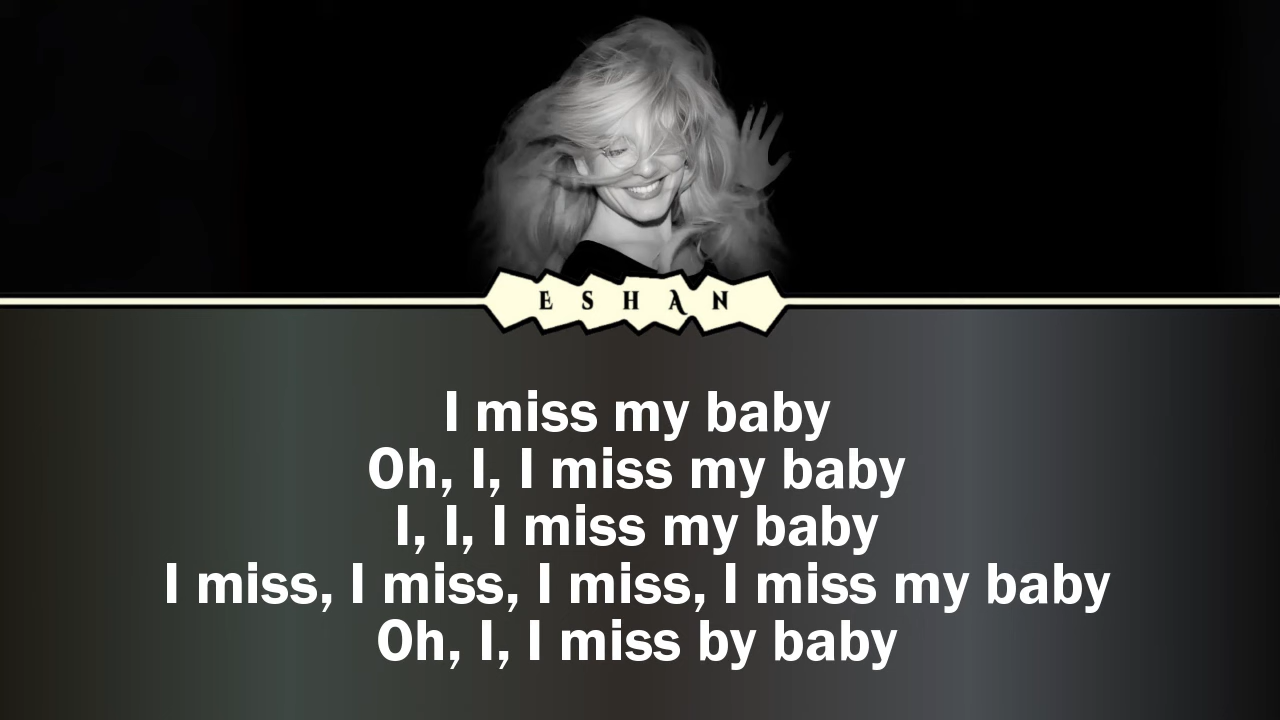 ESHAN
I miss my baby
Oh, I, I miss my baby
I, I, I miss my baby
I miss, I miss, I miss, I miss my baby
Oh, I, I miss by baby